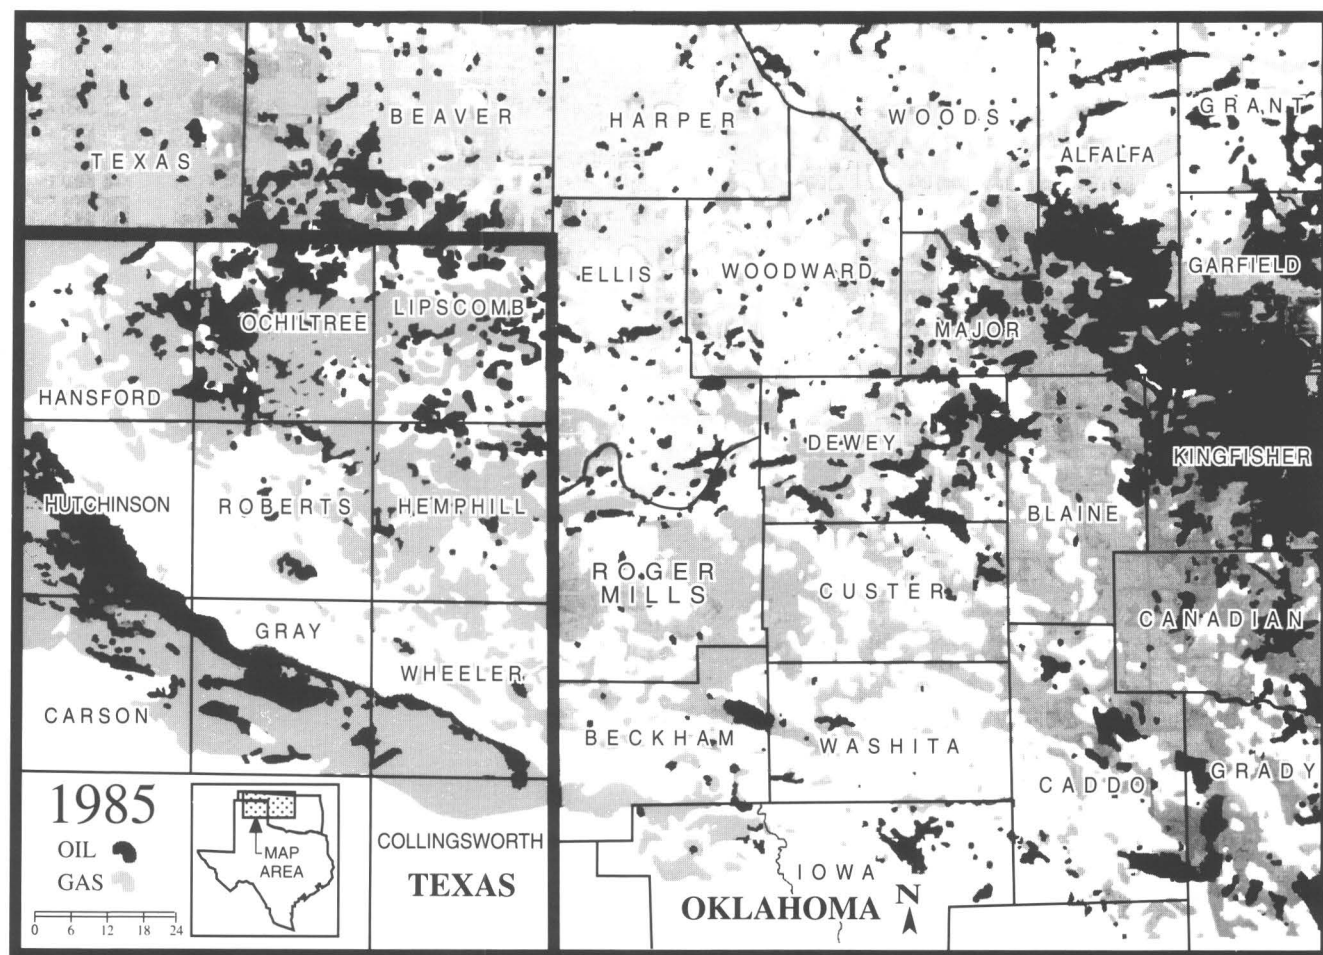 BEAVER
HARPER
WOODS
GRANT
TEXAS
ALFALFA
ELLIS
WOODWARD
GARFIELD
OCHILTREE
LIPSCOMB
MAJOR
HANSFORD
DEWEY
KINGFISHER
HUTCHINSON
ROBERTS
HEMPHILL
BLAINE
ROGER
MILLS
CUSTER
CANADIAN
GRAY
WHEELER
CARSON
BECKHAM
WASHITA
CADDO
GRADY
1985
OIL
GAS
MAP
AREA
0 6 12 18 24
COLLINGSWORTH
TEXAS
IOWA
OKLAHOMA
N